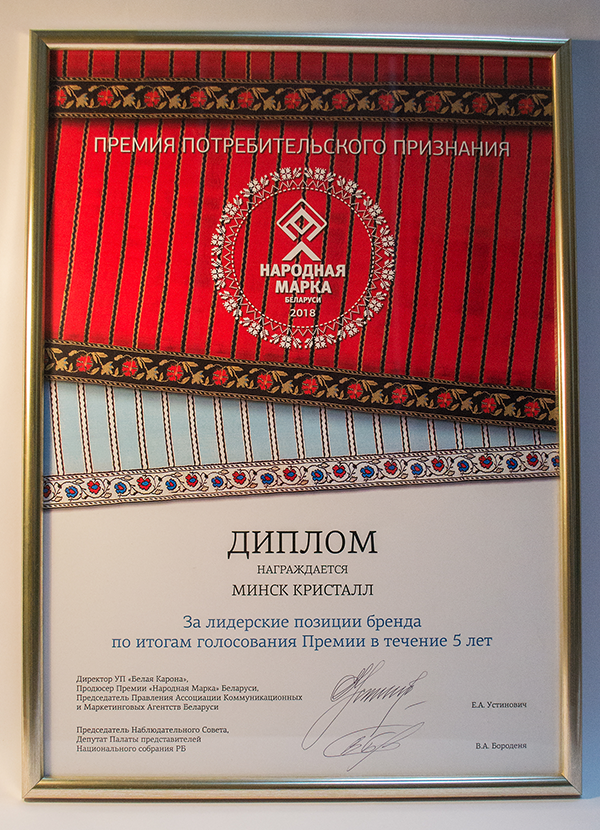 ПРЕМИЯ ПОТРЕБИТЕЛЬСКОГО ПРИЗНАНИЯ
НАРОДНАЯ
МАРКА
БЕЛАРУСИ
2018
ДИПЛОМ
НАГРАЖДАЕТСЯ
МИНСК КРИСТАЛЛ
За лидерские позиции бренда
по итогам голосования Премии в течение 5 лет
Директор УП «Белая Карона»,
Продюсер Премии «Народная Марка» Беларуси,
Председатель Правления Ассоциации Коммуникационных
и Маркетинговых Агентств Беларуси
Е.А. Устинович
Председатель Наблюдательного Совета,
Депутат Палаты представителей
Национального собрания РБ
В.А. Бороденя